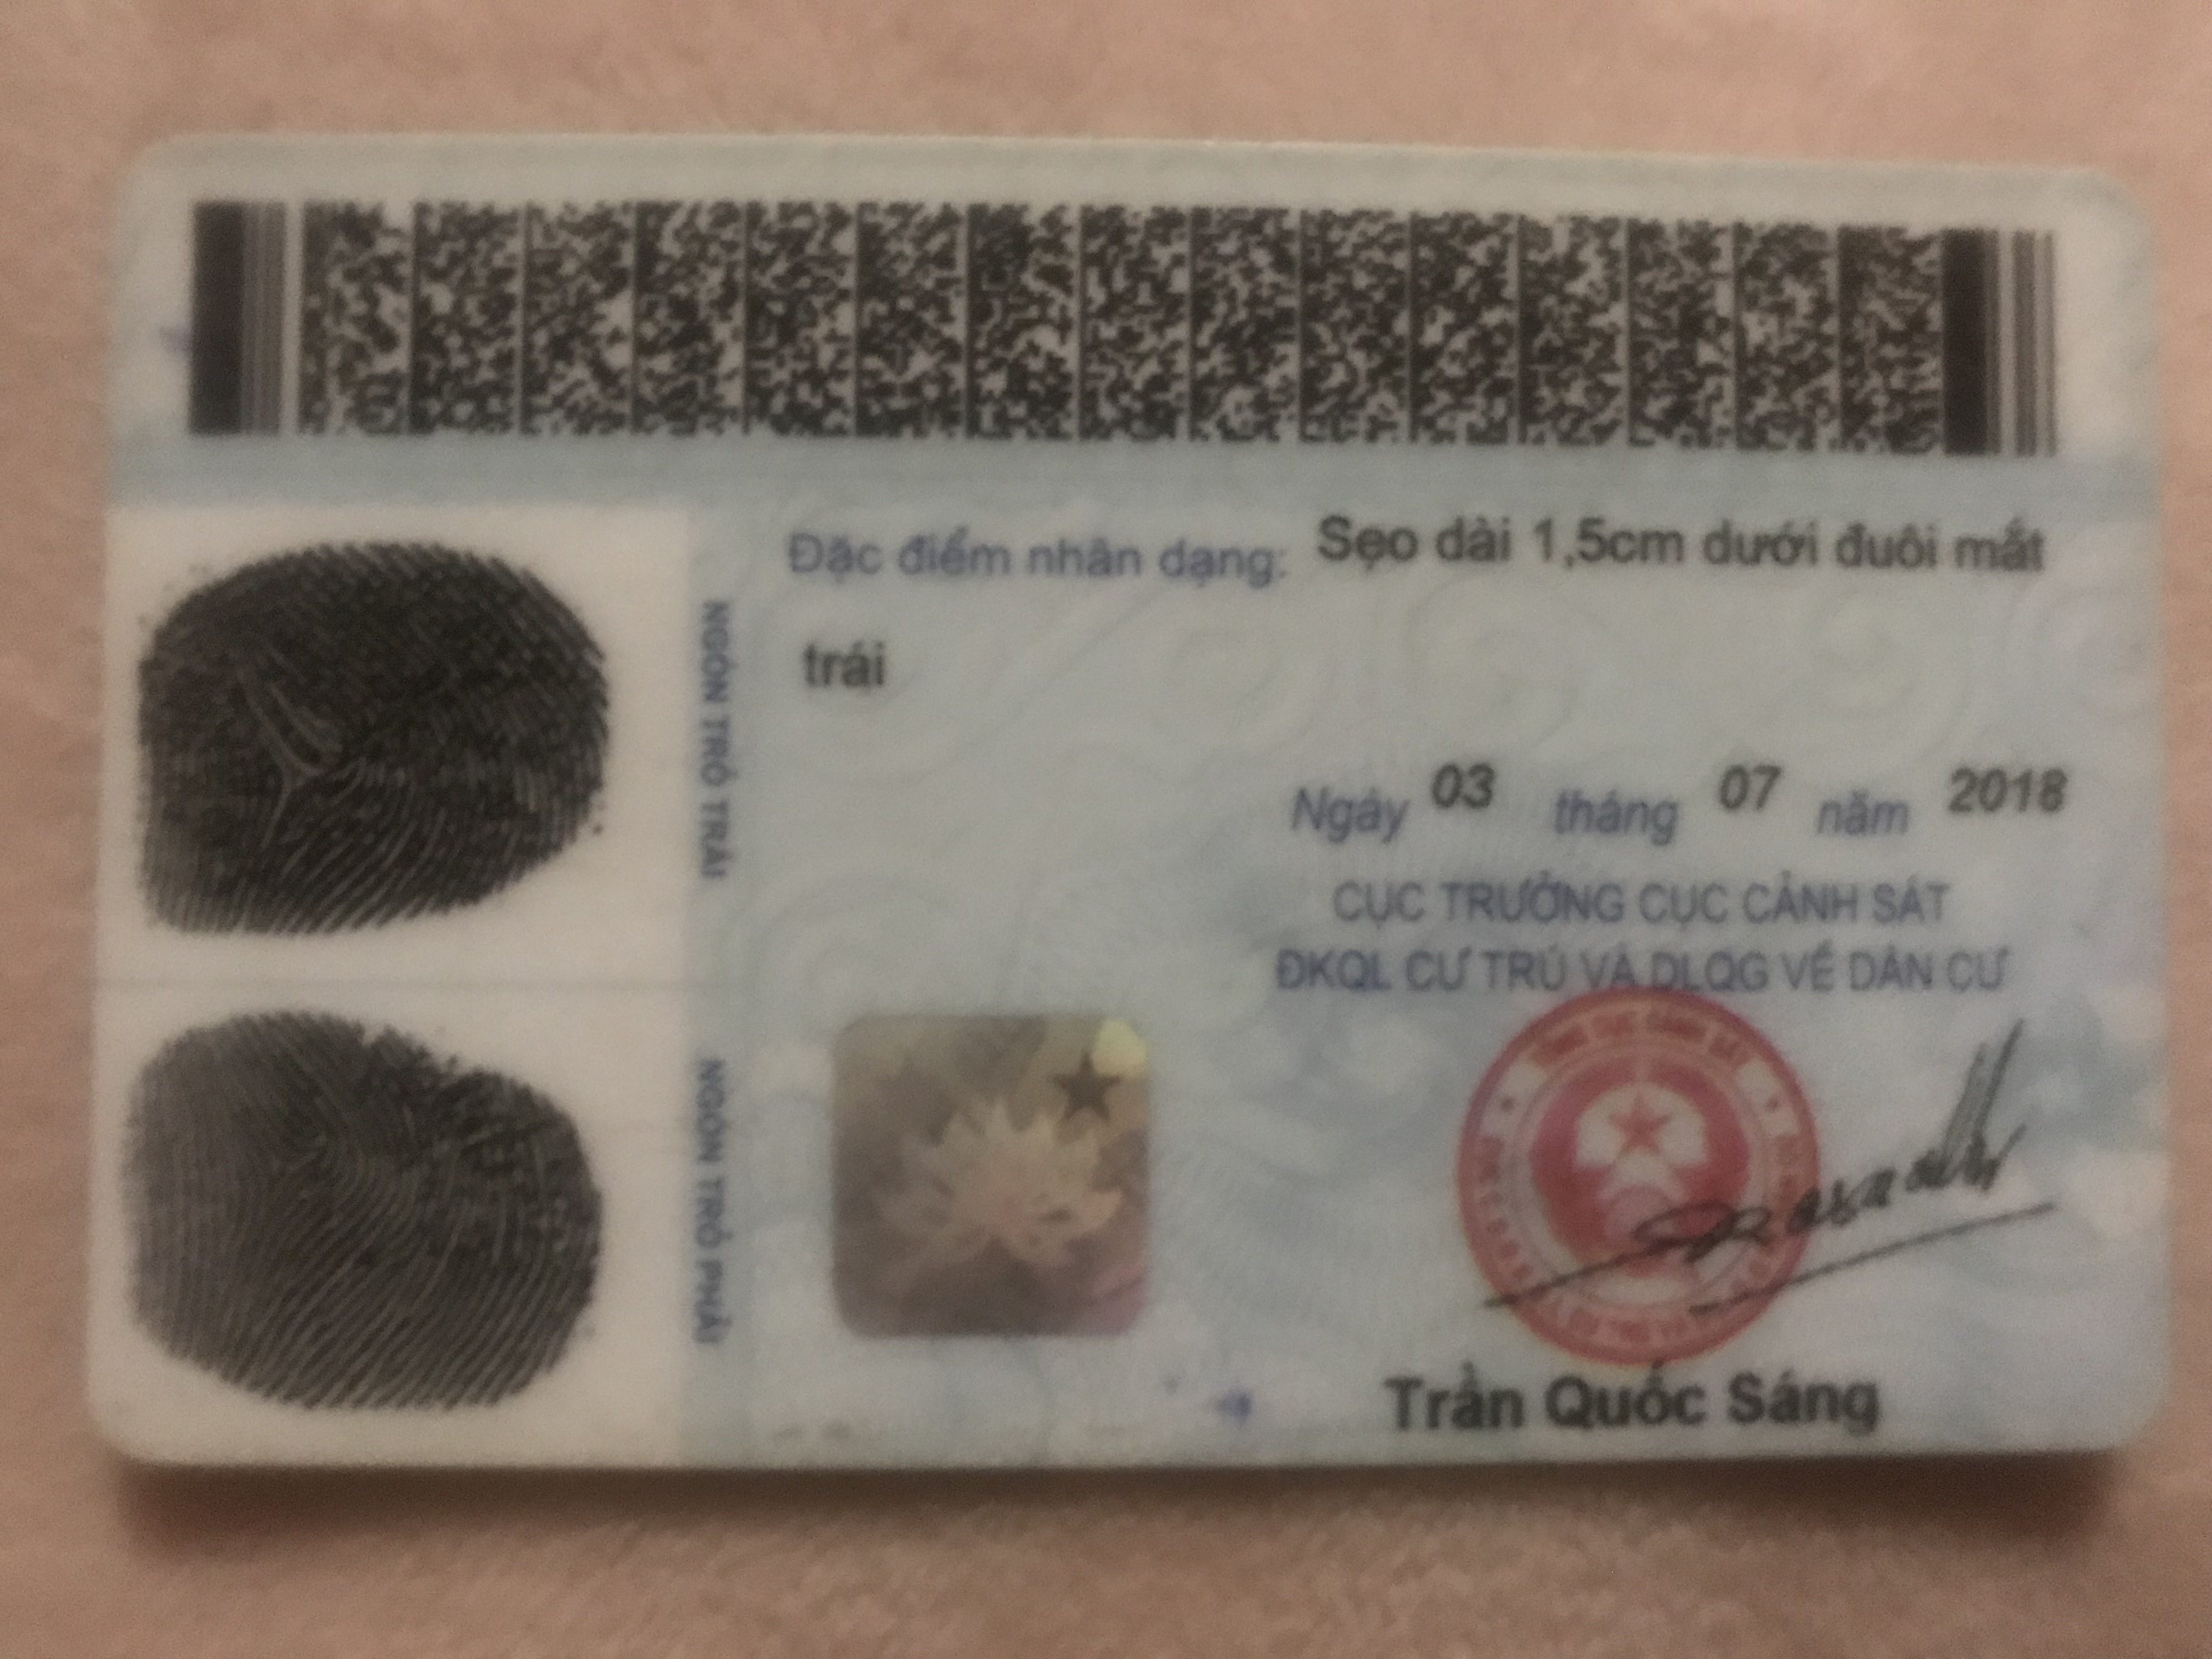 Đặc điểm nhân dạng: Sẹo dài 1,5cm dưới đuôi mắt
trái
NGÓN TRỎ TRÁI
NGÓN TRỎ PHẢI
Ngày 03 tháng 07 năm 2018
CỤC TRƯỞNG CỤC CẢNH SÁT
ĐKQL CƯ TRÚ VÀ DLQG VỀ DÂN CƯ
Trần Quốc Sáng